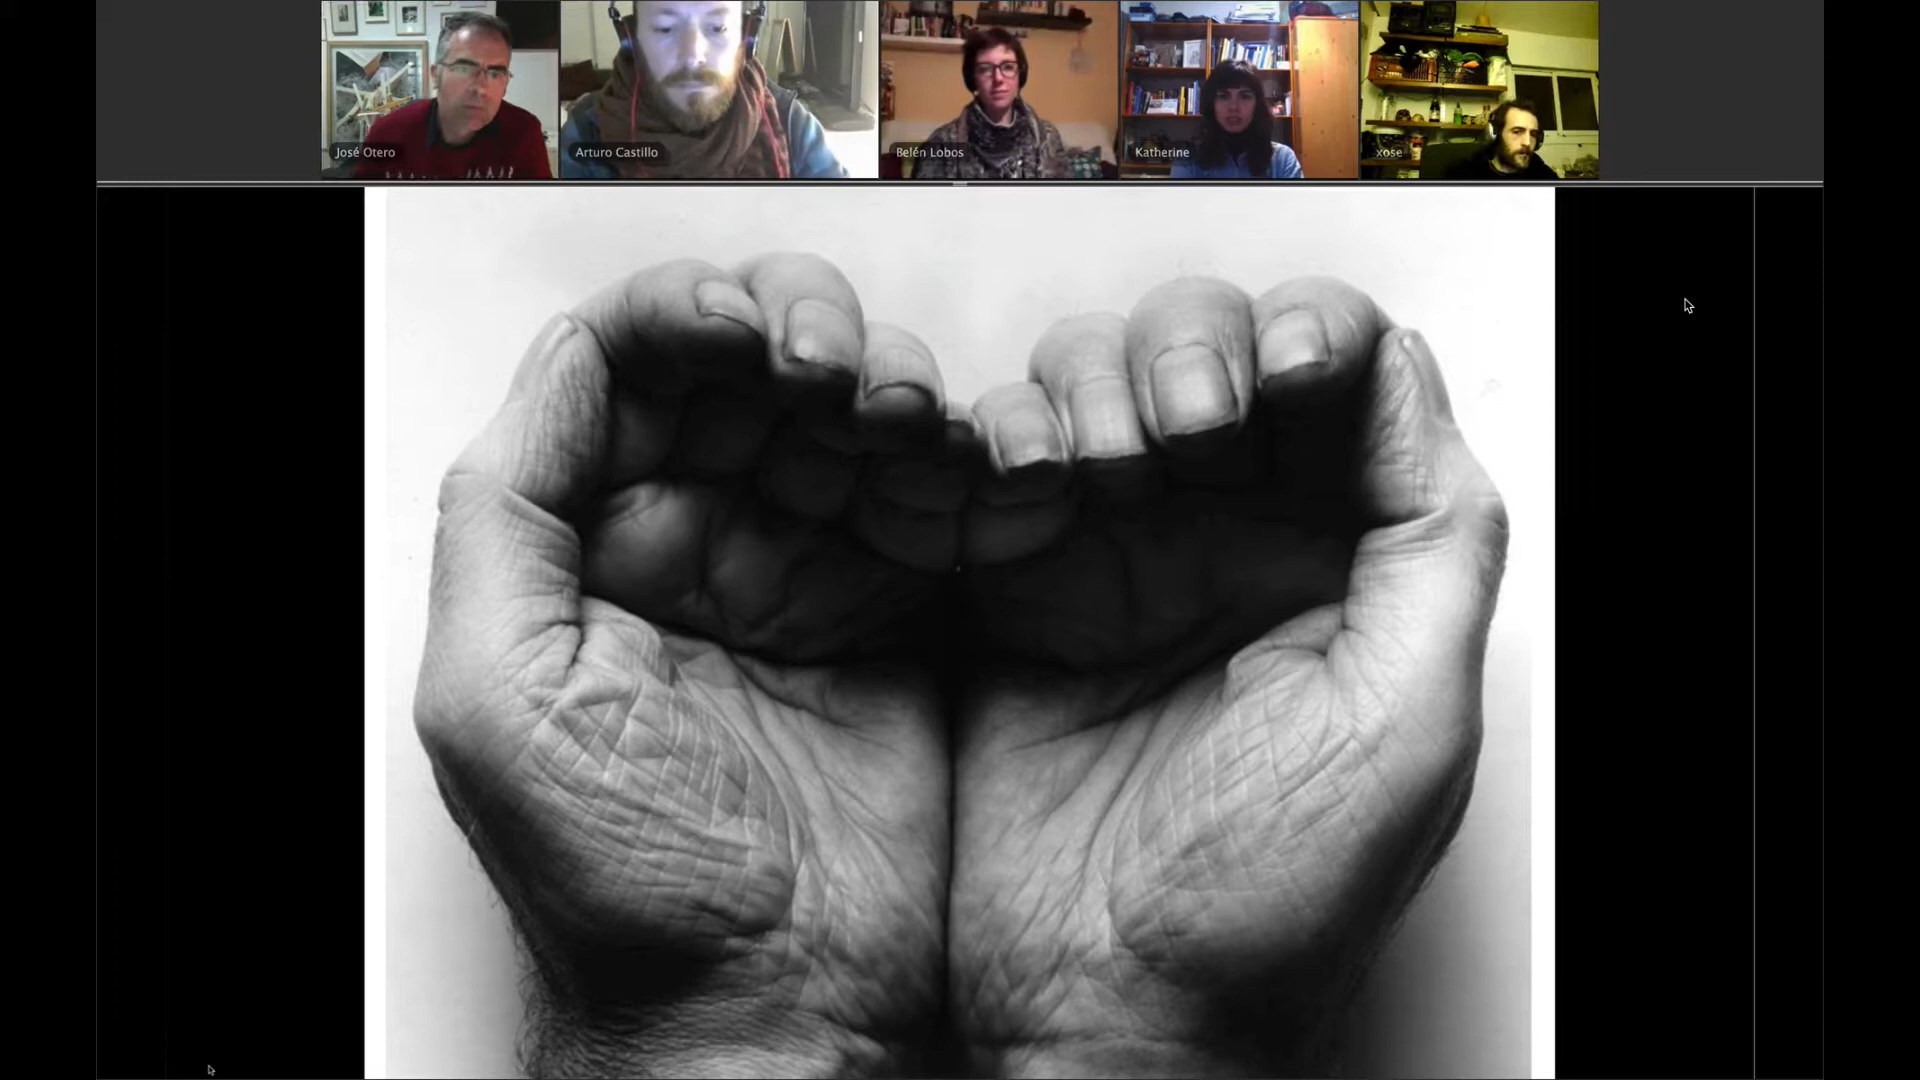 José Otero
Arturo Castillo
Belén Lobos
Katherine
xose